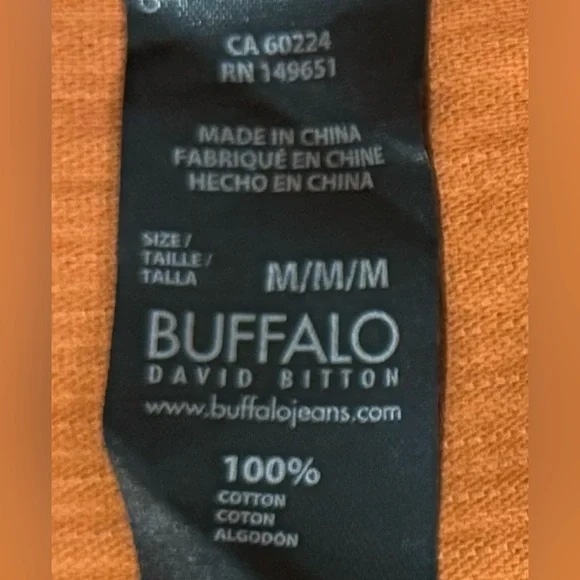 CA 60224
RN 149651
MADE IN CHINA
FABRIQUÉ EN CHINE
HECHO EN CHINA
SIZE/
TAILLE/
TALLA
M/M/M
BUFFALO
DAVID BITTON
www.buffalojeans.com
100%
COTTON
COTON
ALGODÓN